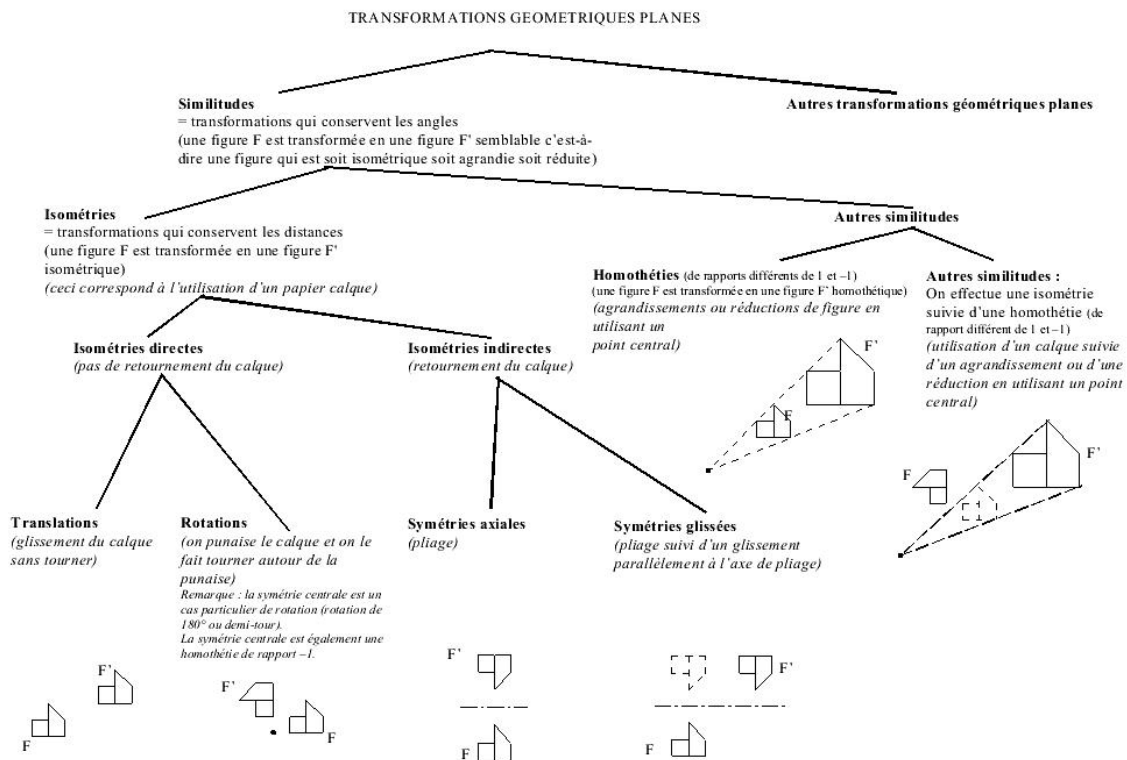 TRANSFORMATIONS GEOMETRIQUES PLANES
Similitudes
= transformations qui conservent les angles
(une figure F est transformée en une figure F' semblable c'est-à-
dire une figure qui est soit isométrique soit agrandie soit réduite)
Autres transformations géométriques planes
Isométries
= transformations qui conservent les distances
(une figure F est transformée en une figure F'
isométrique)
(ceci correspond à l'utilisation d'un papier calque)
Autres similitudes
Homothéties (de rapports différents de 1 et –1)
(une figure F est transformée en une figure F' homothétique)
(agrandissements ou réductions de figure en
utilisant un
point central)
F'
F
Autres similitudes :
On effectue une isométrie
suivie d'une homothétie (de
rapport différent de 1 et –1)
(utilisation d'un calque suivie
d'un agrandissement ou d'une
réduction en utilisant un point
central)
F
F'
Isométries directes
(pas de retournement du calque)
Isométries indirectes
(retournement du calque)
Translations
(glissement du calque
sans tourner)
Rotations
(on punaise le calque et on le
fait tourner autour de la
punaise)
Remarque : la symétrie centrale est un
cas particulier de rotation (rotation de
180° ou demi-tour).
La symétrie centrale est également une
homothétie de rapport –1.
Symétries axiales
(pliage)
Symétries glissées
(pliage suivi d'un glissement
parallèlement à l'axe de pliage)
F'
F
F'
F
F'
F
F'
F